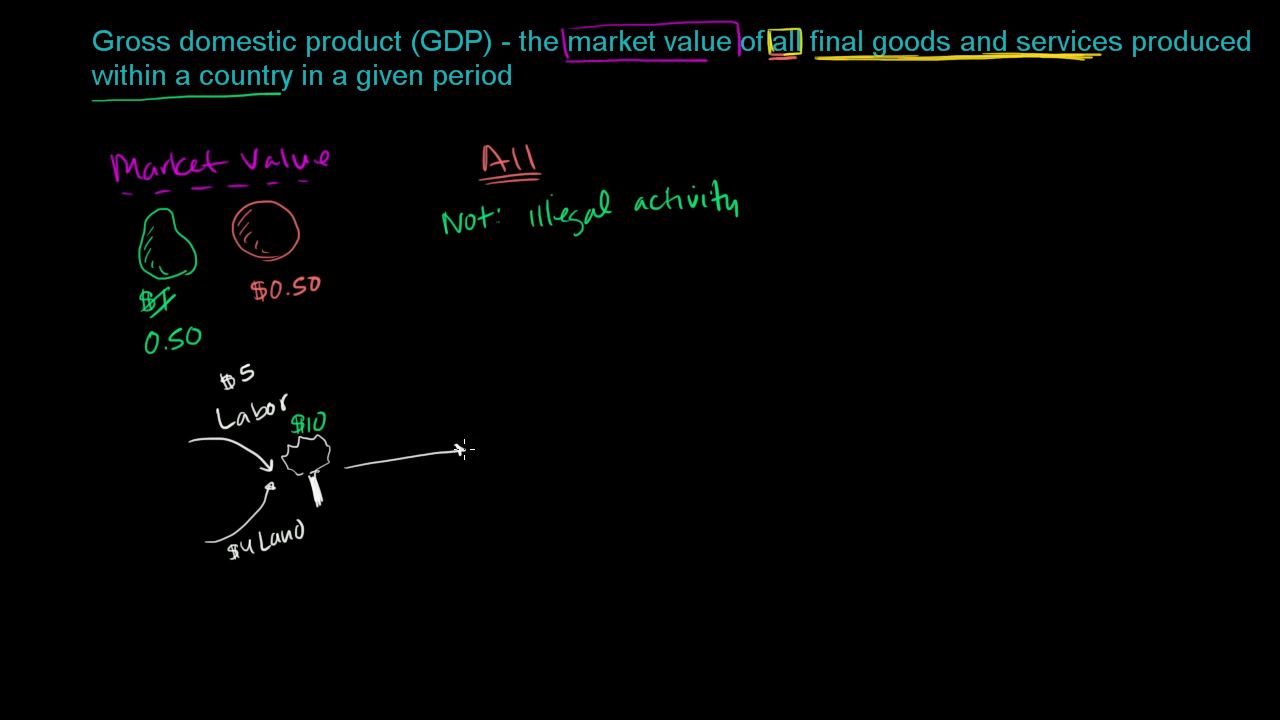 Gross domestic product (GDP) - the market value of all final goods and services produced
within a country in a given period
Market Value
All
Not: illegal activity
$1
$0.50
0.50
$5
Labor
$10
$4 Land